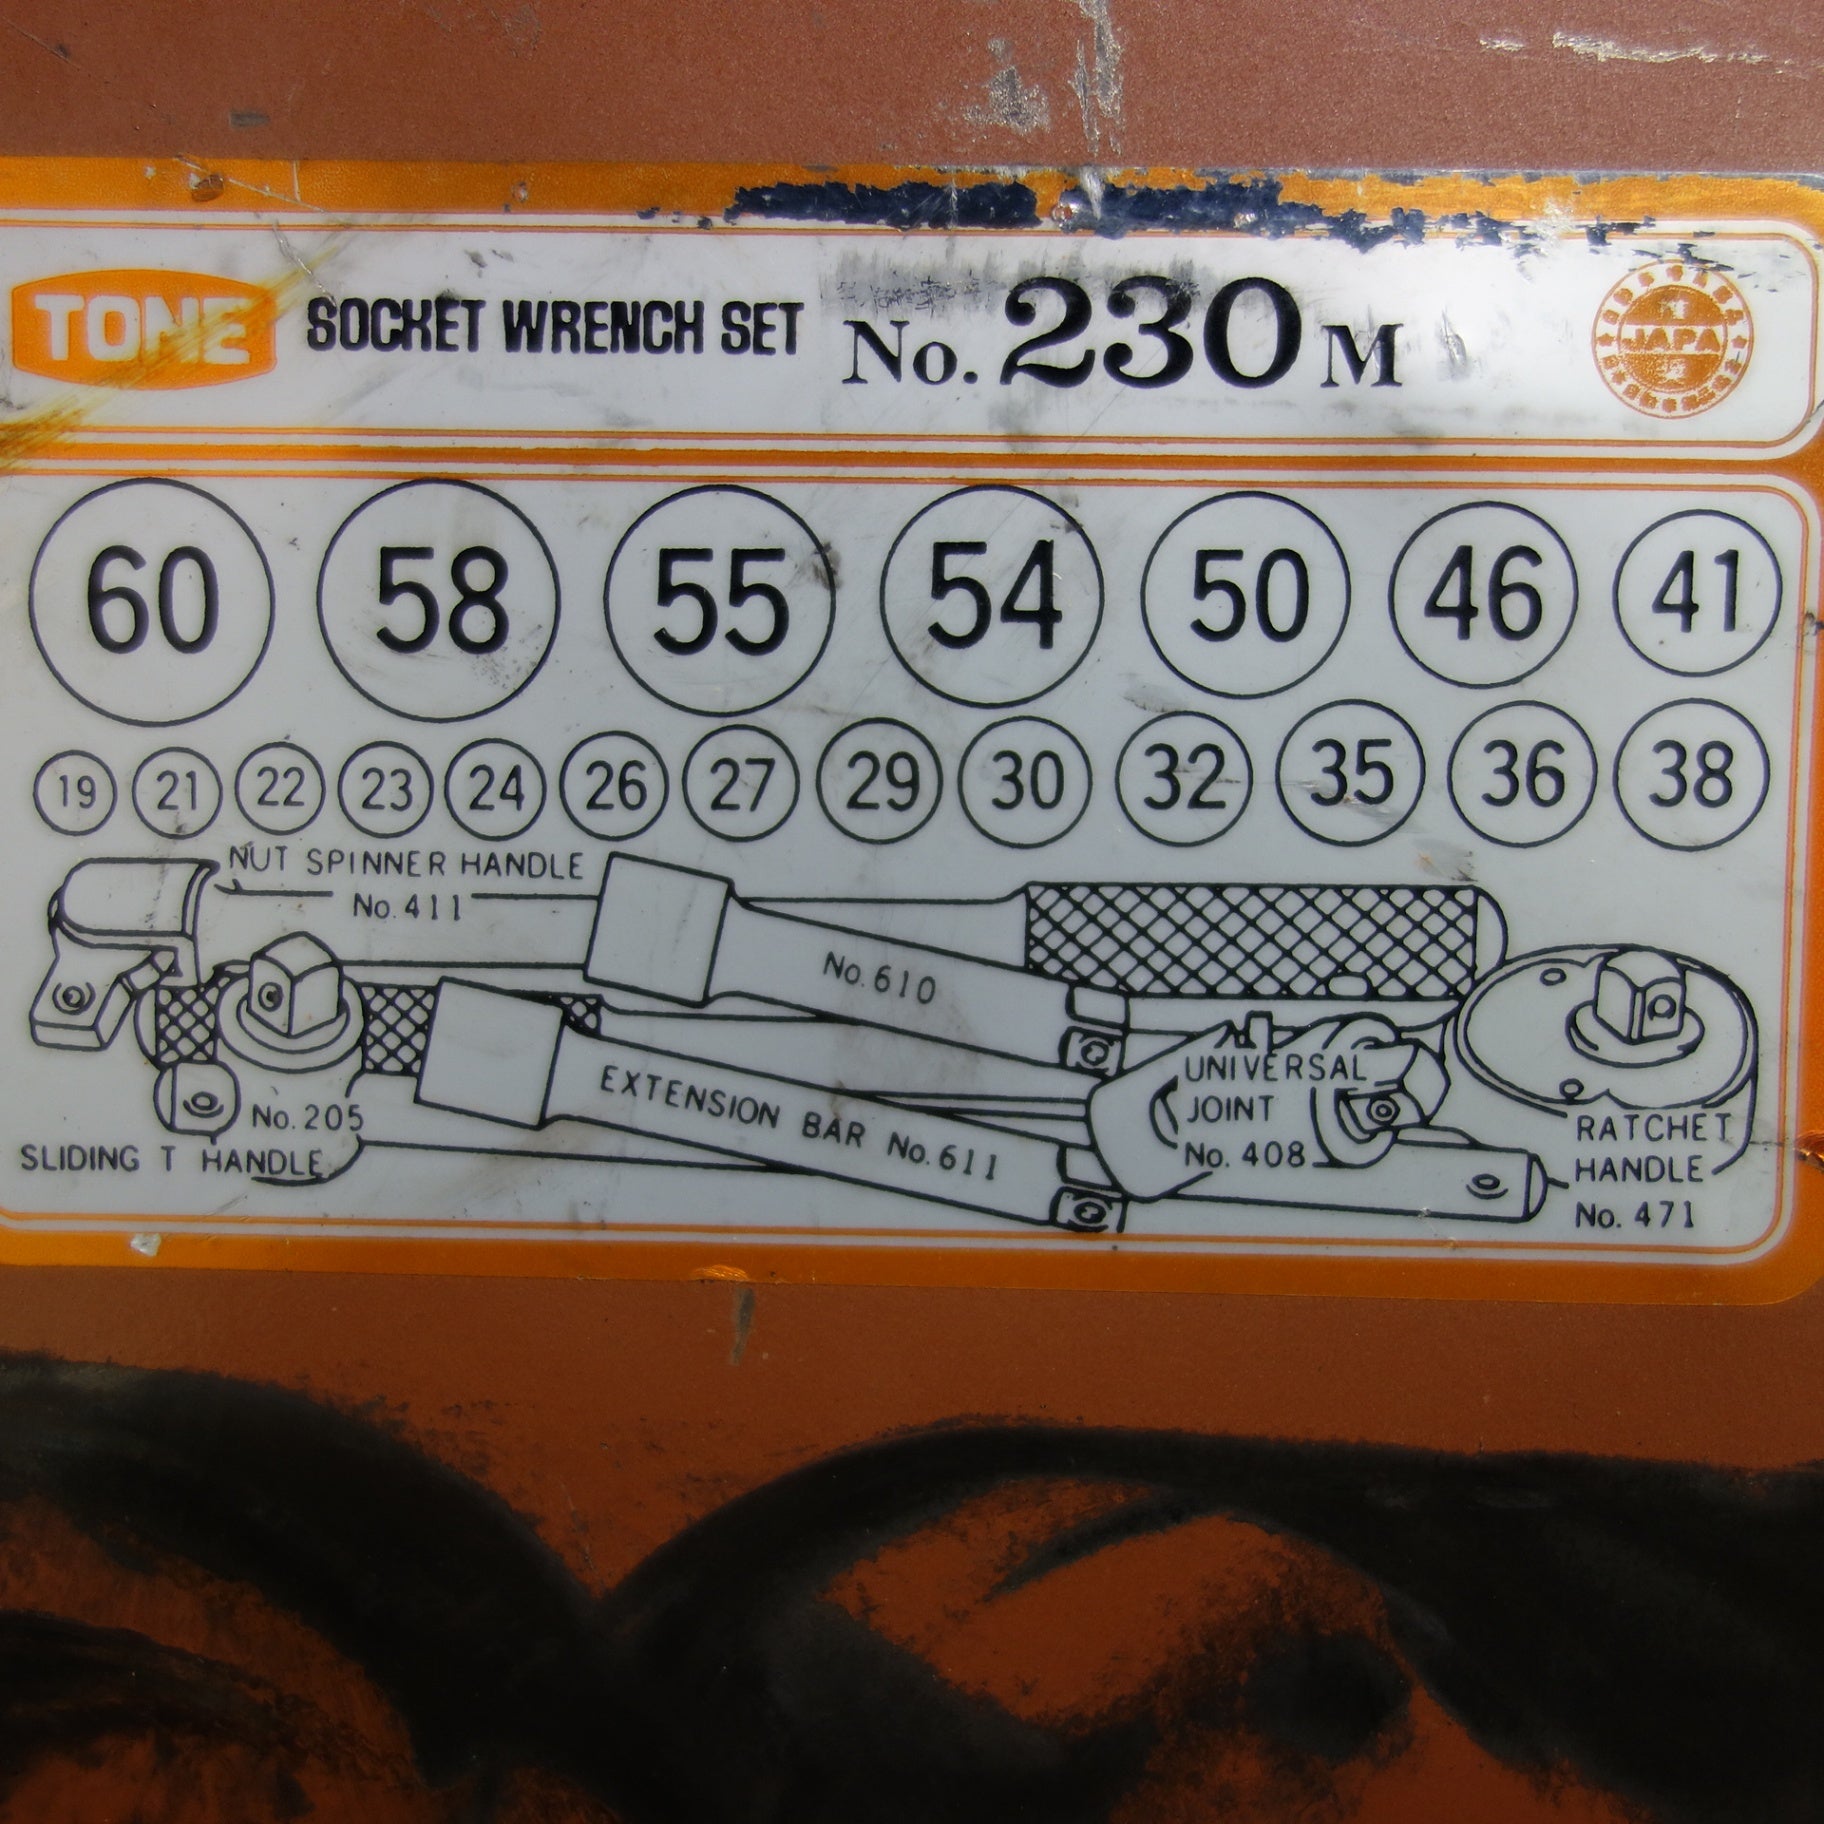 TONE SOCKET WRENCH SET No. 230 M
JAPA
60 58 55 54 50 46 41
19 21 22 23 24 26 27 29 30 32 35 36 38
NUT SPINNER HANDLE
No. 411
No. 610
EXTENSION BAR No. 611
UNIVERSAL
JOINT
No. 408
No. 205
SLIDING T HANDLE
RATCHET
HANDLE
No. 471